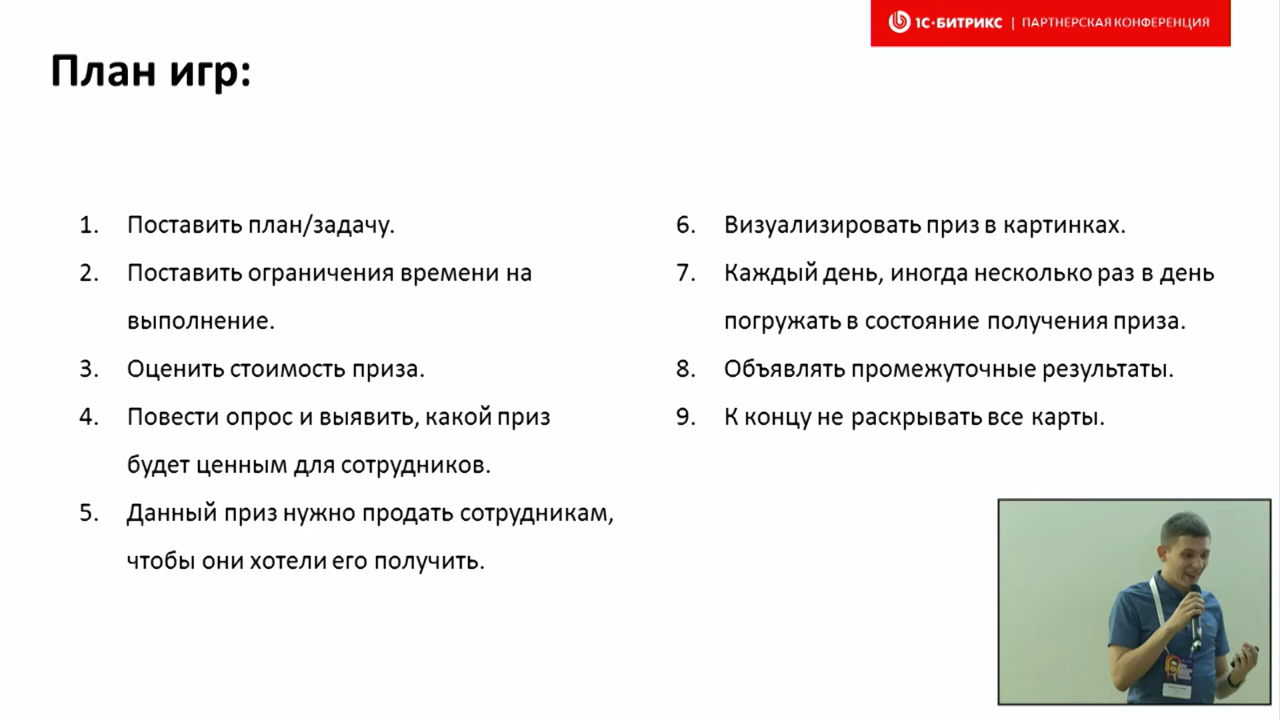 1С·БИТРИКС | ПАРТНЕРСКАЯ КОНФЕРЕНЦИЯ
План игр:
1. Поставить план/задачу.
2. Поставить ограничения времени на
выполнение.
3. Оценить стоимость приза.
4. Повести опрос и выявить, какой приз
будет ценным для сотрудников.
5. Данный приз нужно продать сотрудникам,
чтобы они хотели его получить.
6. Визуализировать приз в картинках.
7. Каждый день, иногда несколько раз в день
погружать в состояние получения приза.
8. Объявлять промежуточные результаты.
9. К концу не раскрывать все карты.